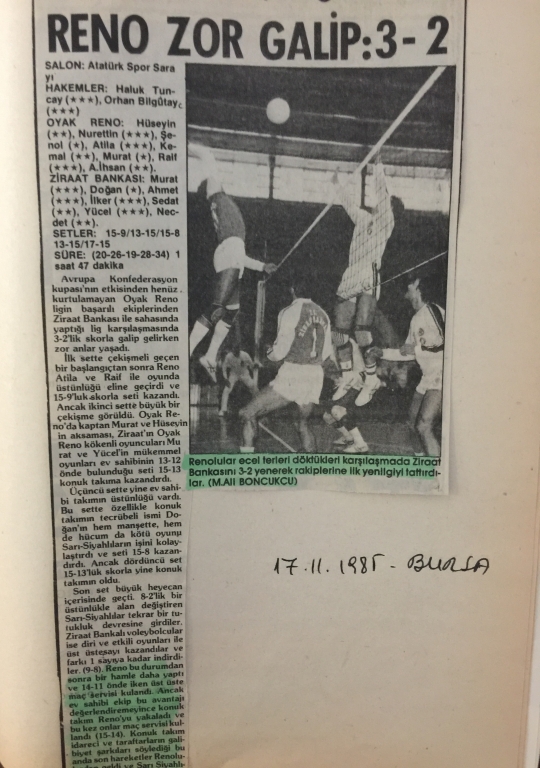 RENO ZOR GALİP:3-2
SALON: Atatürk Spor Sara
yı
HAKEMLER: Haluk Tun-
cay (★★★), Orhan Bilgütay,
(★★★)
OYAK RENO: Hüseyin
(★★), Nurettin (★★★), Şe-
nol (★), Atila (★★★), Ke-
mal (★★), Murat (★), Raif
(★★★), A.İhsan (★★).
ZİRAAT BANKASI: Murat
(★★★), Doğan (★), Ahmet
(★★★), İlker (★★★), Sedat
(★★), Yücel (★★★), Nec-
det (★★).
SETLER: 15-9/13-15/15-8
13-15/17-15
SÜRE: (20-26-19-28-34) 1
saat 47 dakika
Avrupa Konfederasyon
kupası'nın etkisinden henüz
kurtulamayan Oyak Reno
ligin başarılı ekiplerinden
Ziraat Bankası ile sahasında
yaptığı lig karşılaşmasında
3-2'lik skorla galip gelirken
zor anlar yaşadı.
İlk sette çekişmeli geçen
bir başlangıçtan sonra Reno
Atila ve Raif ile oyunda
üstünlüğü eline geçirdi ve
15-9'luk skorla seti kazandı.
Ancak ikinci sette büyük bir
çekişme görüldü. Oyak Re-
no'da kaptan Murat ve Hüseyin
in aksaması, Ziraat'ın Oyak
Reno kökenli oyuncuları Mu
rat ve Yücel'in mükemmel
oyunları ev sahibinin 13-12
önde bulunduğu seti 15-13
konuk takıma kazandırdı.
Üçüncü sette yine ev sahi-
bi takımın üstünlüğü vardı.
Bu sette özellikle konuk
takımın tecrübeli ismi Do-
ğan'ın hem manşette, hem
de hücum da kötü oyunu
Sarı-Siyahlıların işini kolay-
laştırdı ve seti 15-8 kazan-
dırdı. Ancak dördüncü set
15-13'lük skorla yine konuk
takımın oldu.
Son set büyük heyecan
içerisinde geçti. 8-2'lik bir
üstünlükle alan değiştiren
Sarı-Siyahlılar tekrar bir tu-
tukluk devresine girdiler.
Ziraat Bankalı voleybolcular
ise diri ve etkili oyunları ile
üst üste sayı kazandılar ve
farkı 1 sayıya kadar indirdi-
ler. (9-8). Reno bu durumdan
sonra bir hamle daha yaptı
ve 14-11 önde iken üst üste
maç servisi kulandı. Ancak
ev sahibi ekip bu avantajı
değerlendiremeyince konuk
takım Reno'yu yakaladı ve
bu kez onlar maç servisi kul-
landı (15-14). Konuk takım
idareci ve taraftarların gali-
biyet şarkıları söylediği bu
anda son hareketler Renolu-
geldi ve Sarı Siyahlı-
Renolular ecel terleri döktükleri karşılaşmada Ziraat
Bankasını 3-2 yenerek rakiplerine ilk yenilgiyi tattırdı-
lar. (M.Ali BONCUKCU)
17.11.1985 - BURSA